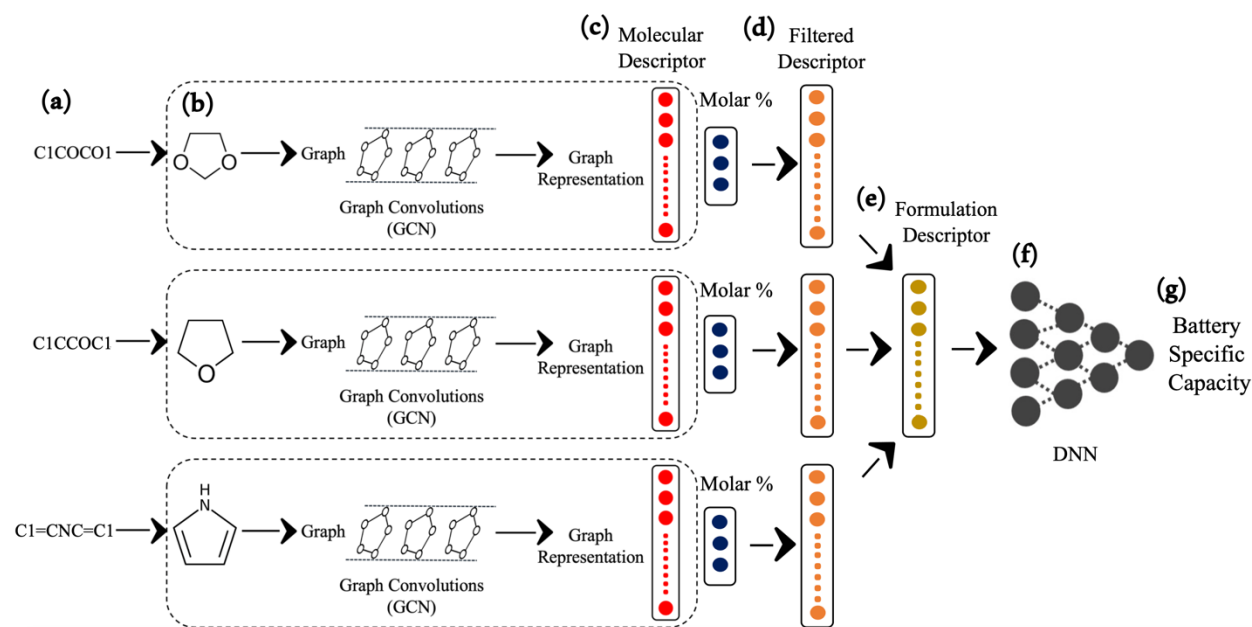 (a)
(b)
(c)
Molecular
Descriptor
(d)
Filtered
Descriptor
C1COCO1
O
O
Graph
Graph Convolutions
(GCN)
Graph
Representation
Molar %
(e)
Formulation
Descriptor
(f)
(g)
Battery
Specific
Capacity
DNN
C1CCOC1
O
Graph
Graph Convolutions
(GCN)
Graph
Representation
Molar %
C1=CNC=C1
H
N
Graph
Graph Convolutions
(GCN)
Graph
Representation
Molar %